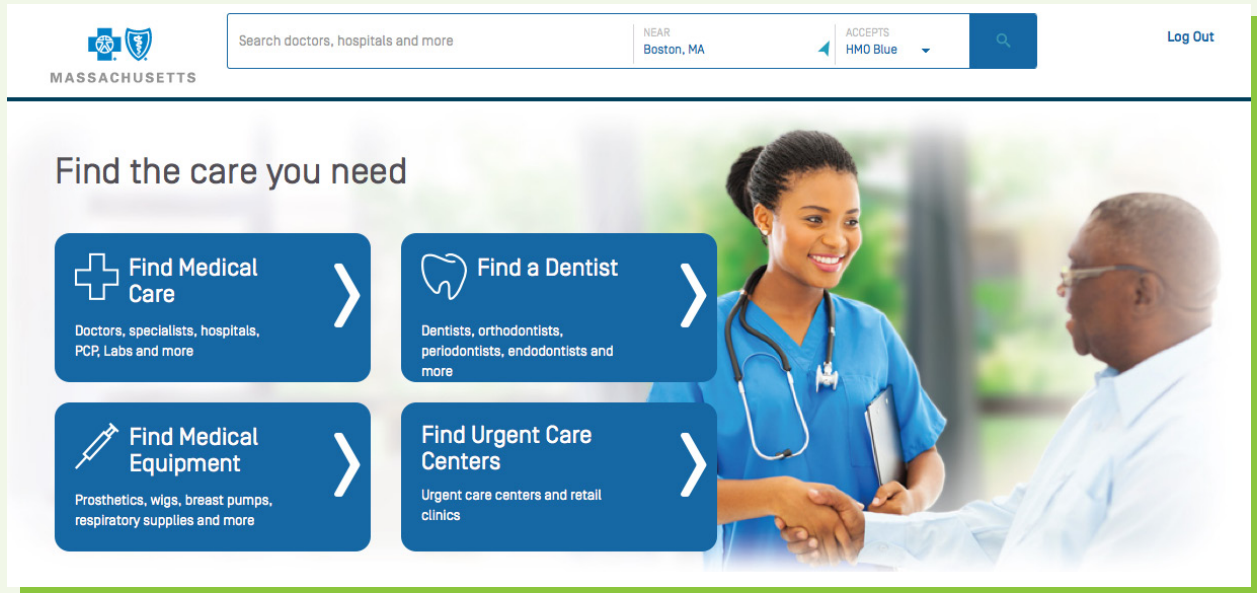 MASSACHUSETTS
Search doctors, hospitals and more
NEAR
Boston, MA
ACCEPTS
HMO Blue
Log Out
Find the care you need
Find Medical
Care
Doctors, specialists, hospitals,
PCP, Labs and more
Find a Dentist
Dentists, orthodontists,
periodontists, endodontists and
more
Find Medical
Equipment
Prosthetics, wigs, breast pumps,
respiratory supplies and more
Find Urgent Care
Centers
Urgent care centers and retail
clinics